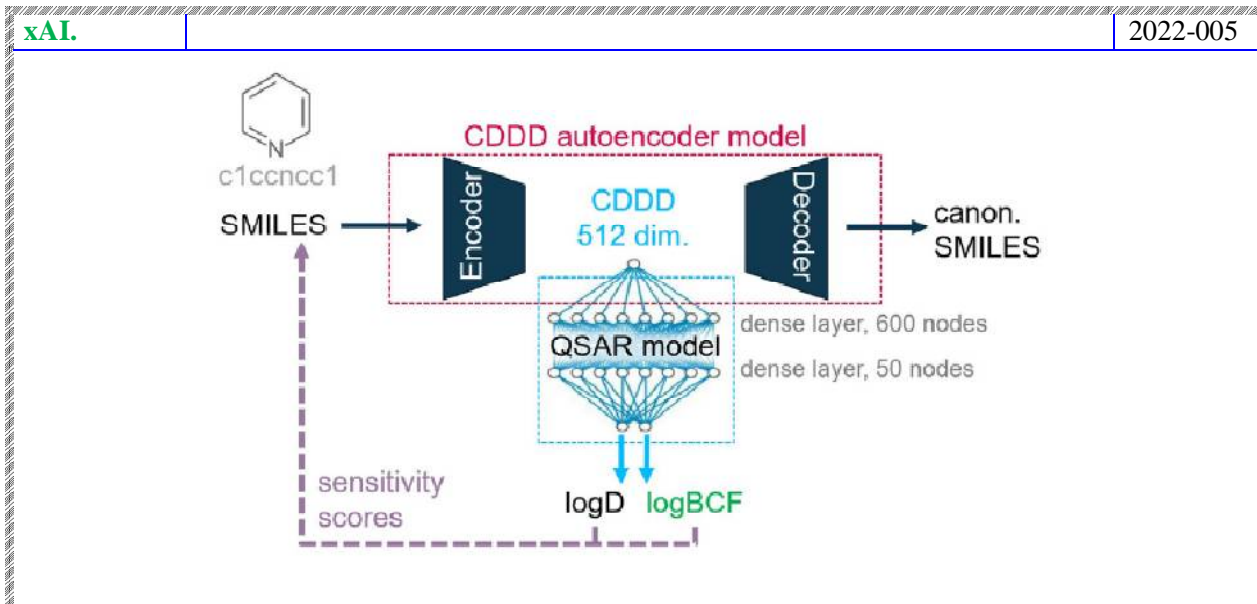 xAI.
2022-005
N
c1ccncc1
SMILES
CDDD autoencoder model
Encoder
CDDD
512 dim.
Decoder
canon.
SMILES
dense layer, 600 nodes
QSAR model
dense layer, 50 nodes
sensitivity
scores
logD logBCF